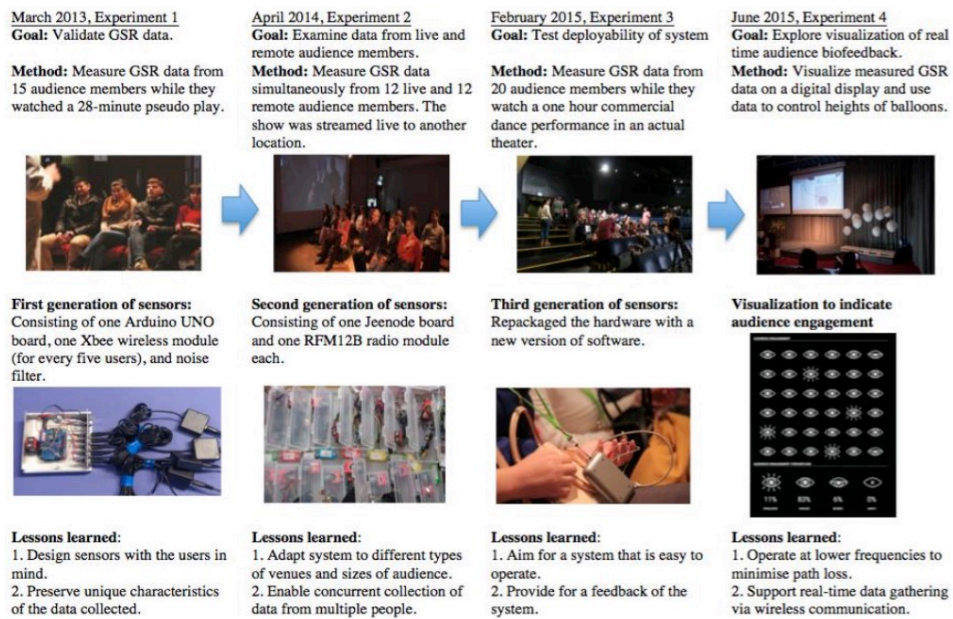 March 2013, Experiment 1
Goal: Validate GSR data.
Method: Measure GSR data from
15 audience members while they
watched a 28-minute pseudo play.
First generation of sensors:
Consisting of one Arduino UNO
board, one Xbee wireless module
(for every five users), and noise
filter.
Lessons learned:
1. Design sensors with the users in
mind.
2. Preserve unique characteristics
of the data collected.
April 2014, Experiment 2
Goal: Examine data from live and
remote audience members.
Method: Measure GSR data
simultaneously from 12 live and 12
remote audience members. The
show was streamed live to another
location.
Second generation of sensors:
Consisting of one Jeenode board
and one RFM12B radio module
each.
Lessons learned:
1. Adapt system to different types
of venues and sizes of audience.
2. Enable concurrent collection of
data from multiple people.
February 2015, Experiment 3
Goal: Test deployability of system
Method: Measure GSR data from
20 audience members while they
watch a one hour commercial
dance performance in an actual
theater.
Third generation of sensors:
Repackaged the hardware with a
new version of software.
Lessons learned:
1. Aim for a system that is easy to
operate.
2. Provide for a feedback of the
system.
June 2015, Experiment 4
Goal: Explore visualization of real
time audience biofeedback.
Method: Visualize measured GSR
data on a digital display and use
data to control heights of balloons.
Visualization to indicate
audience engagement
11% 83% 6% 0%
Lessons learned:
1. Operate at lower frequencies to
minimise path loss.
2. Support real-time data gathering
via wireless communication.